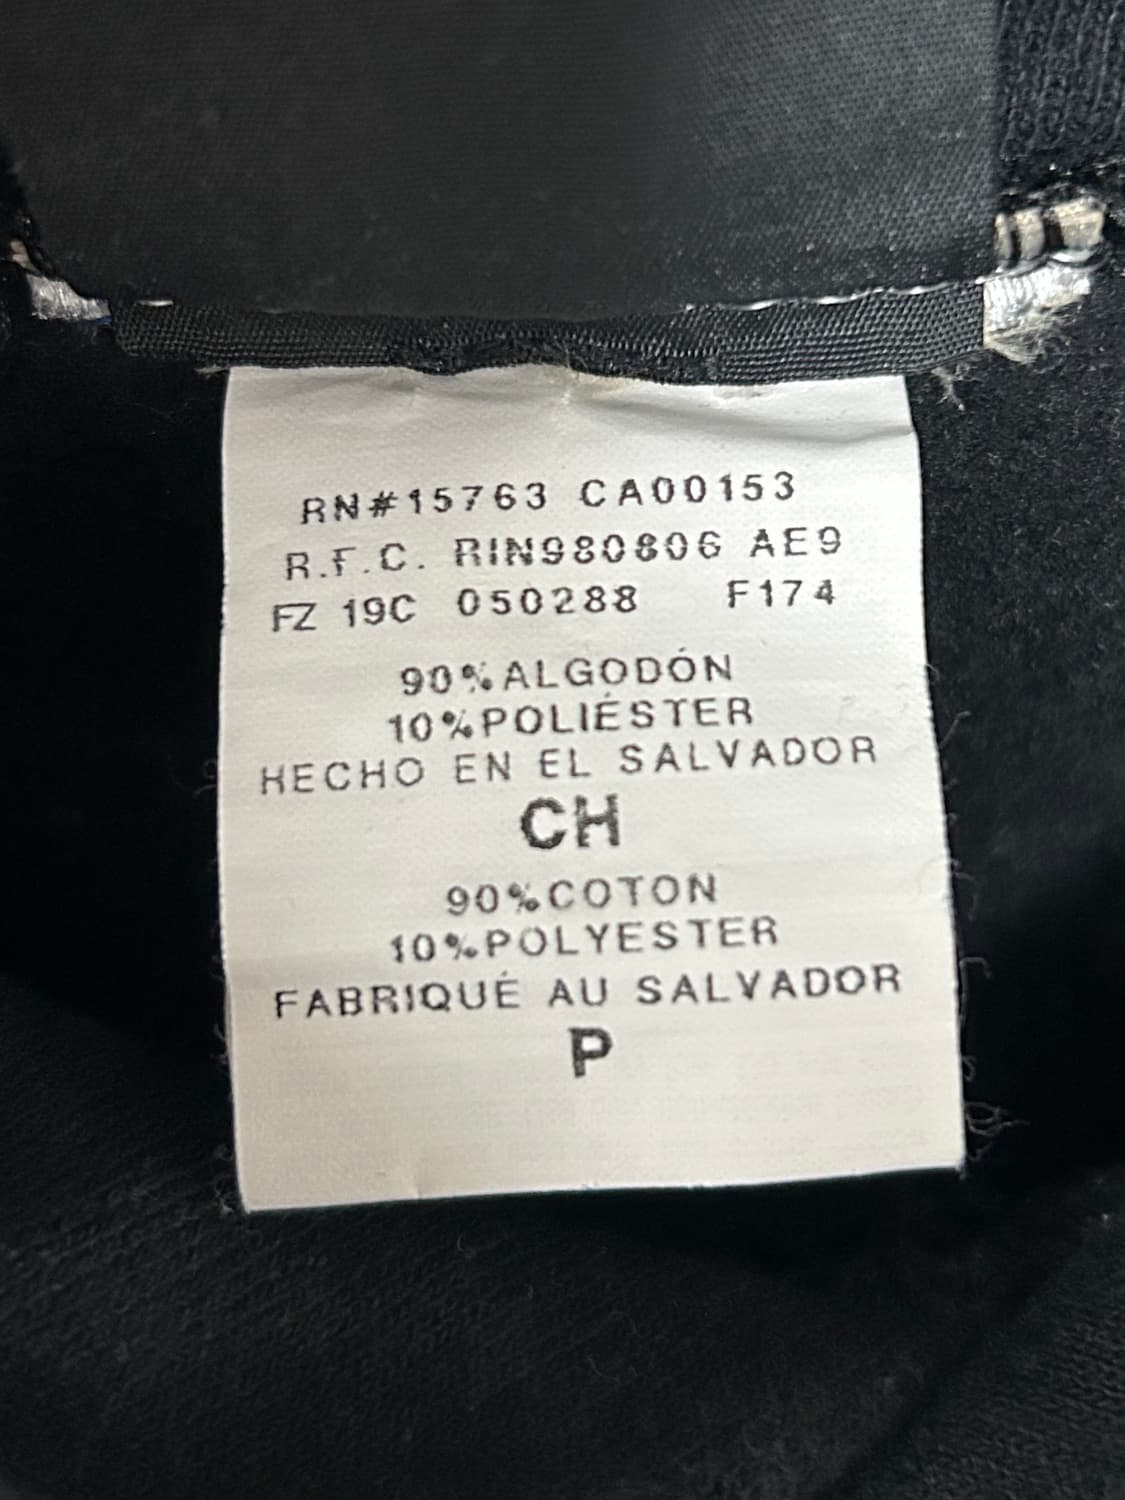 RN#15763 CA00153
R.F.C. RIN980806 AE9
FZ 19C 050288 F174
90%ALGODÓN
10%POLIÉSTER
HECHO EN EL SALVADOR
CH
90%COTON
10%POLYESTER
FABRIQUÉ AU SALVADOR
P